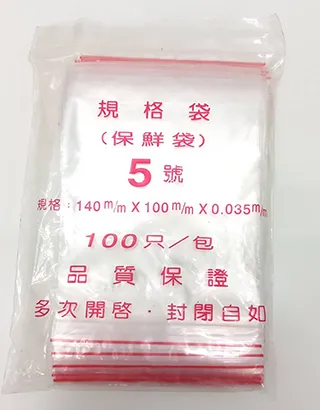 規格袋
(保鮮袋)
5號
規格：140m/m X 100m/m X 0.035m/m
100只／包
品質保證
多次開啓・封閉自如